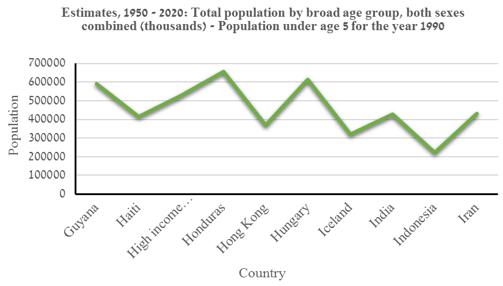 Estimates, 1950 - 2020: Total population by broad age group, both sexes
combined (thousands) - Population under age 5 for the year 1990
700000
600000
500000
400000
300000
200000
100000
0
Population
Guyana
Haiti
High income...
Honduras
Hong Kong
Hungary
Iceland
India
Indonesia
Iran
Country